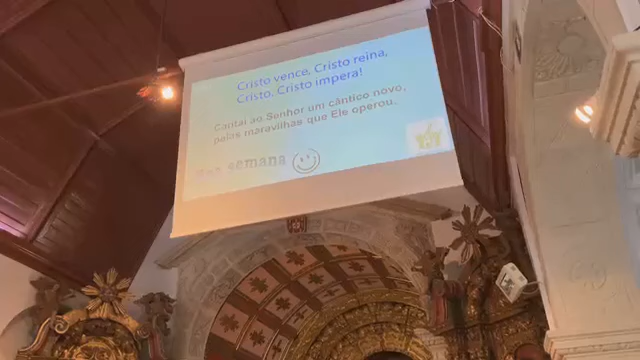 Cristo vence, Cristo reina,
Cristo, Cristo impera!
Cantai ao Senhor um cântico novo,
pelas maravilhas que Ele operou.
semana